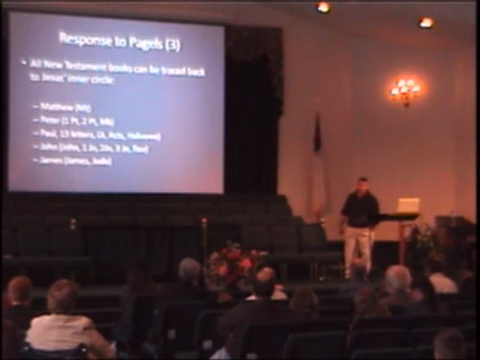 Response to Pagels (3)
• All New Testament books can be traced back
to Jesus' inner circle:
– Matthew (Mt)
– Peter (1 Pt, 2 Pt, Mk)
– Paul, 13 letters, Lk, Acts, Hebrews)
– John (John, 1 Jn, 2Jn, 3 Jn, Rev)
– James (James, Jude)